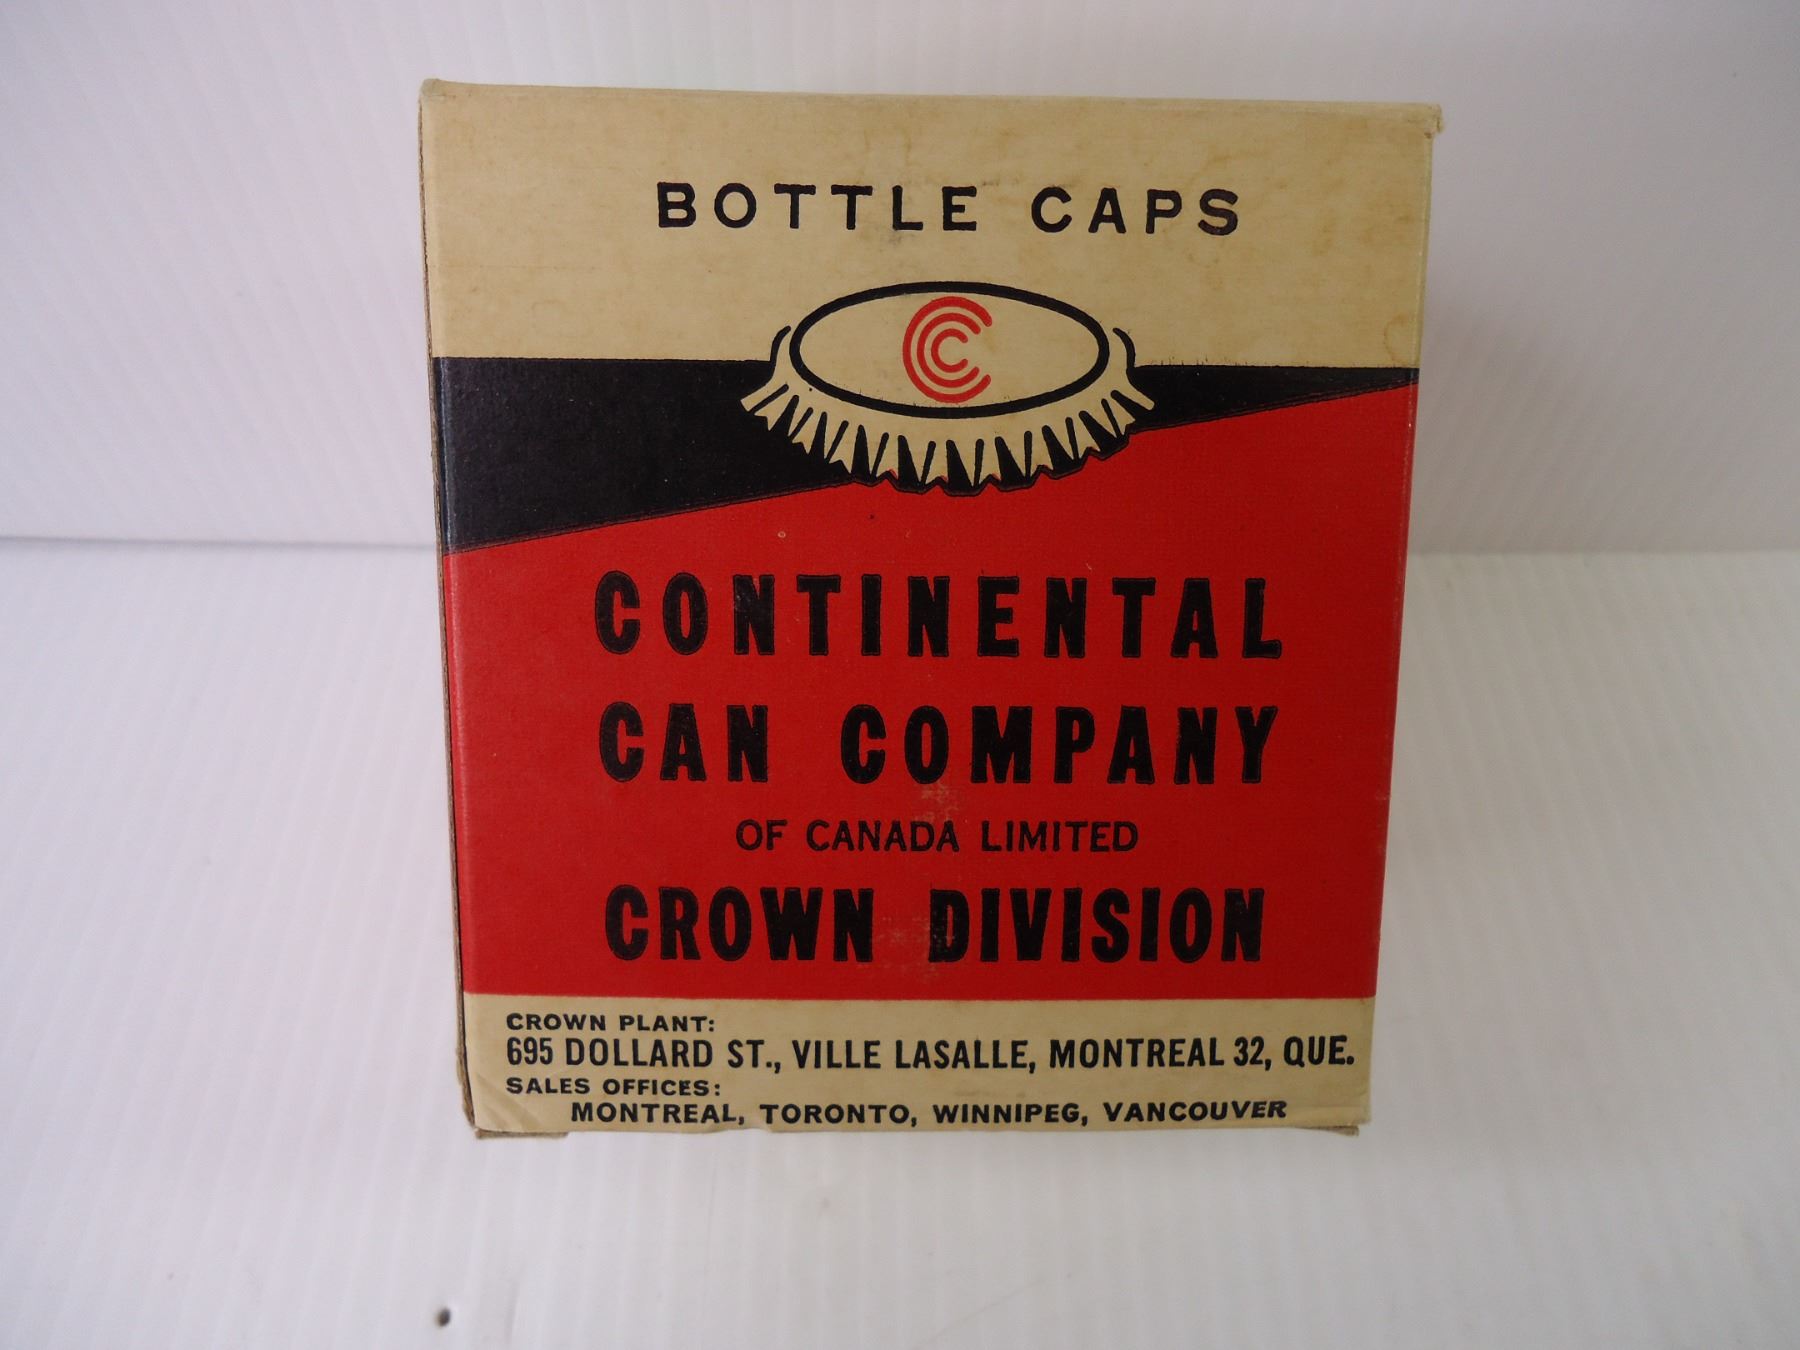 BOTTLE CAPS
CCC
CONTINENTAL
CAN COMPANY
OF CANADA LIMITED
CROWN DIVISION
CROWN PLANT:
695 DOLLARD ST., VILLE LASALLE, MONTREAL 32, QUE.
SALES OFFICES:
MONTREAL, TORONTO, WINNIPEG, VANCOUVER